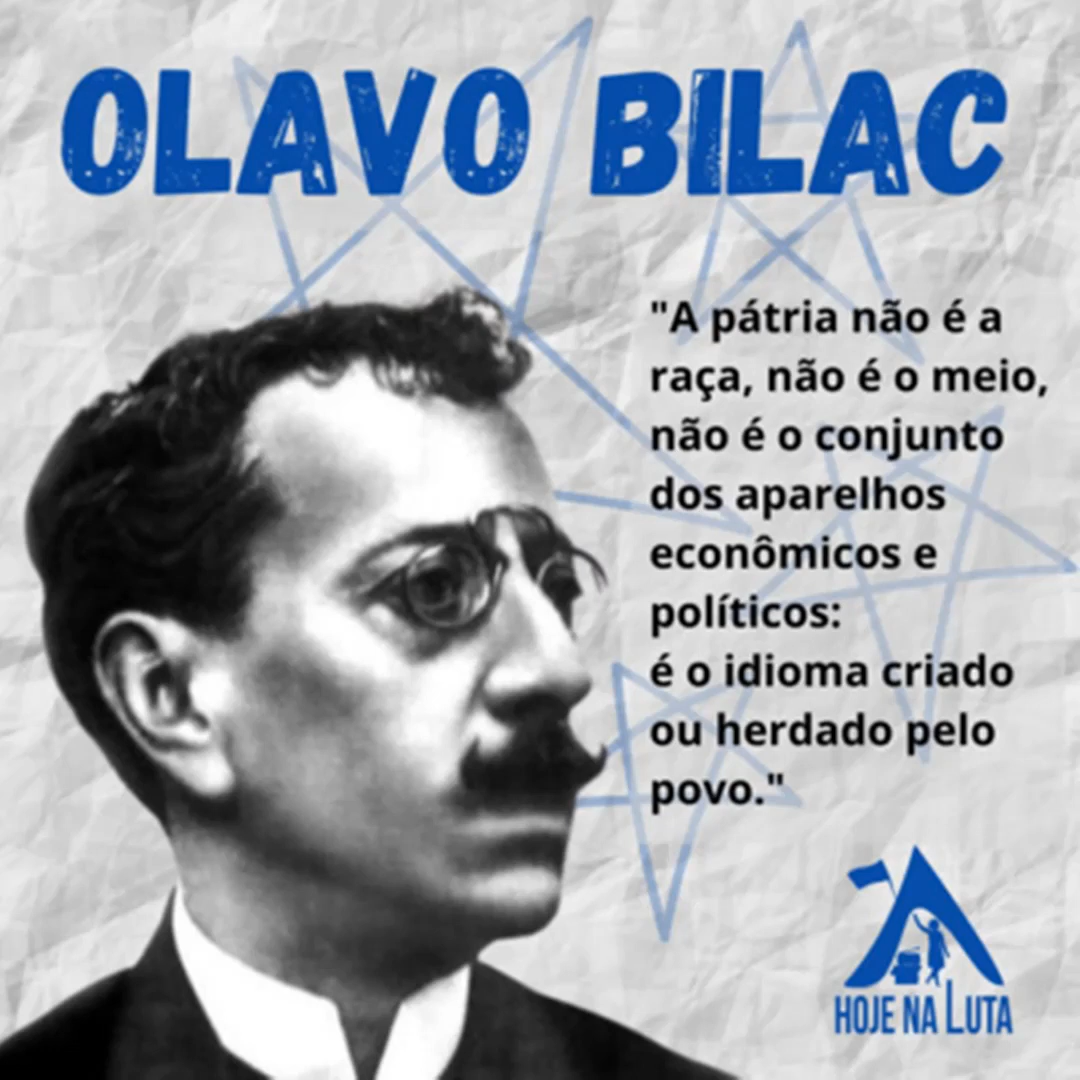 OLAVO BILAC
"A pátria não é a
raça, não é o meio,
não é o conjunto
dos aparelhos
econômicos e
políticos:
é o idioma criado
ou herdado pelo
povo."
HOJE NA LUTA